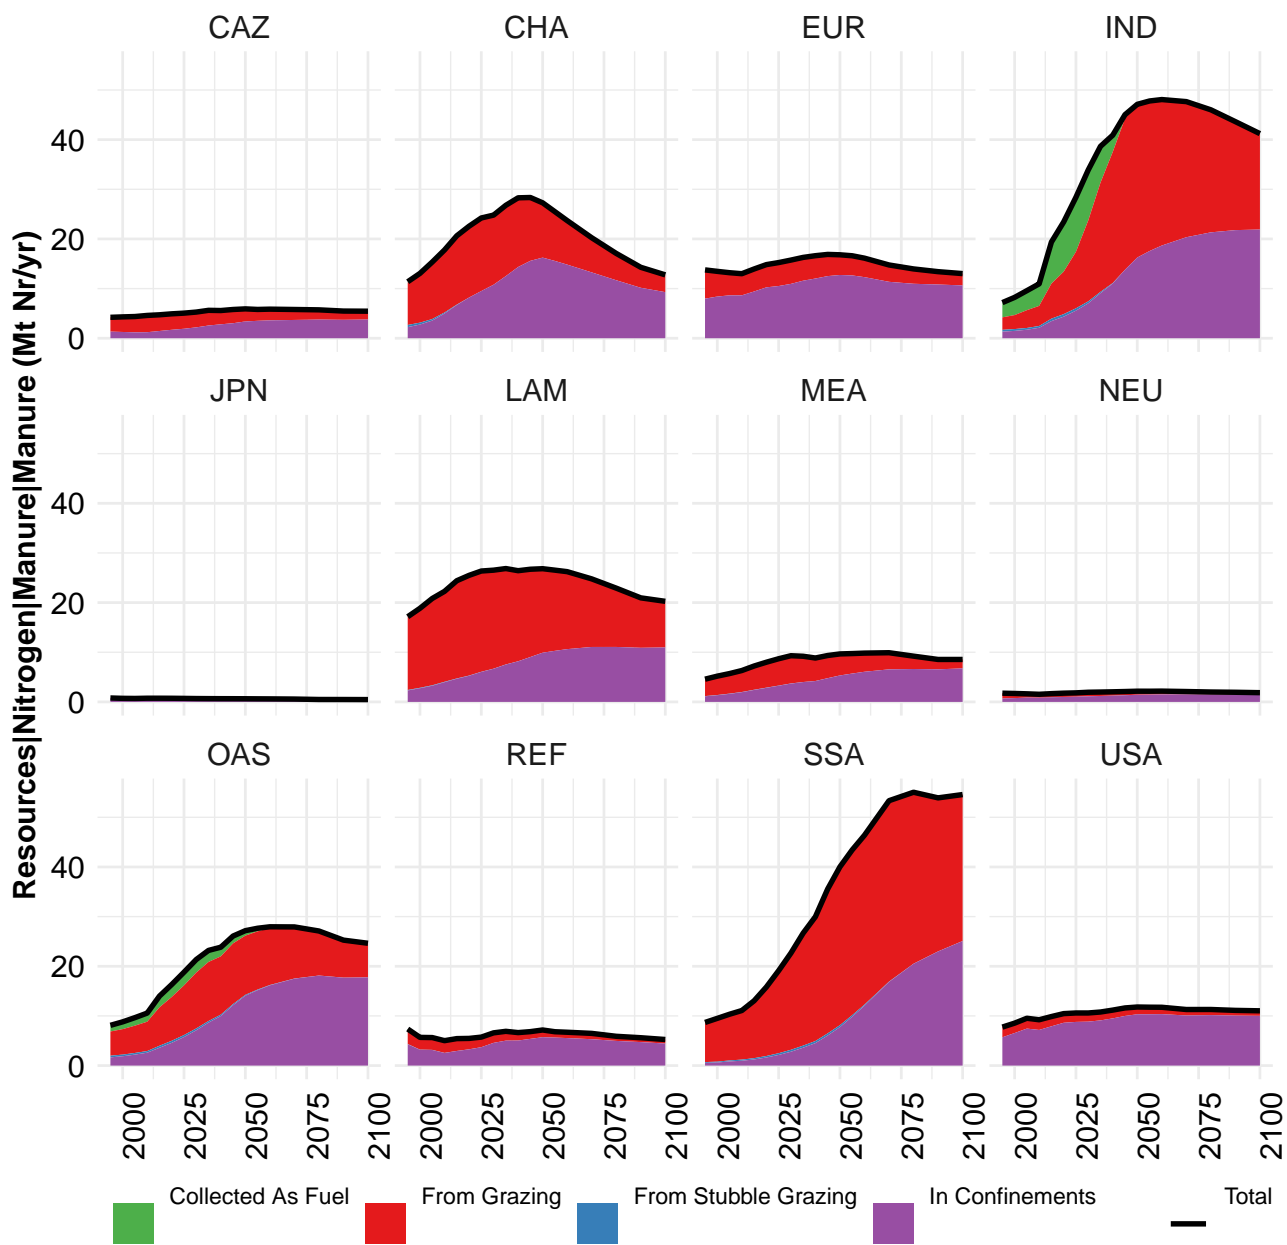 CAZ CHA EUR IND
40
20
0
JPN LAM MEA NEU
40
20
0
OAS REF SSA USA
40
20
0
Resources|Nitrogen|Manure|Manure (Mt Nr/yr)
2000 2025 2050 2075 2100 2000 2025 2050 2075 2100 2000 2025 2050 2075 2100 2000 2025 2050 2075 2100
Collected As Fuel From Grazing From Stubble Grazing In Confinements Total